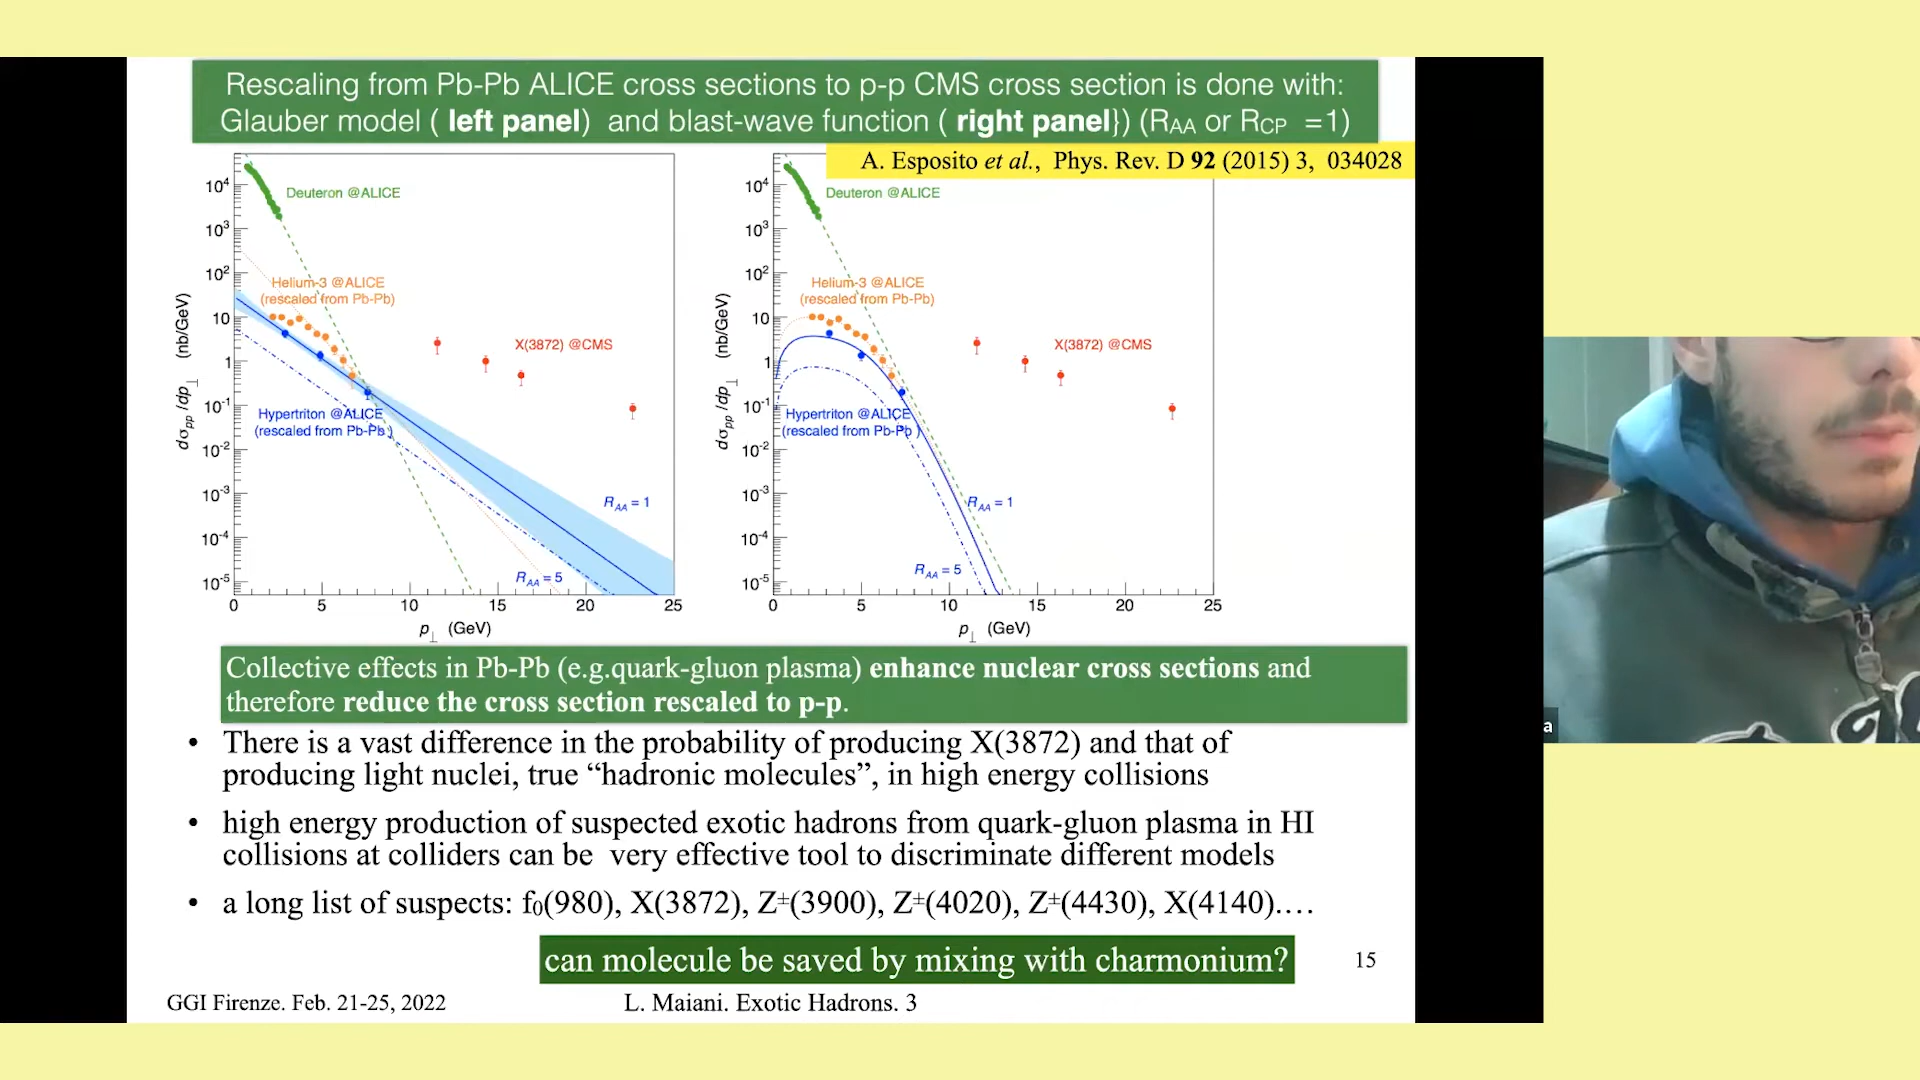 Rescaling from Pb-Pb ALICE cross sections to p-p CMS cross section is done with:
Glauber model ( left panel) and blast-wave function ( right panel}) (RAA or RCP =1)
A. Esposito et al., Phys. Rev. D 92 (2015) 3, 034028
dσpp /dp⊥ (nb/GeV)
10⁴
10³
10²
10
1
10⁻¹
10⁻²
10⁻³
10⁻⁴
10⁻⁵
Deuteron @ALICE
Helium-3 @ALICE
(rescaled from Pb-Pb)
X(3872) @CMS
Hypertriton @ALICE
(rescaled from Pb-Pb )
RAA = 1
RAA = 5
0 5 10 15 20 25
p⊥ (GeV)
dσpp /dp⊥ (nb/GeV)
10⁴
10³
10²
10
1
10⁻¹
10⁻²
10⁻³
10⁻⁴
10⁻⁵
Deuteron @ALICE
Helium-3 @ALICE
(rescaled from Pb-Pb)
X(3872) @CMS
Hypertriton @ALICE
(rescaled from Pb-Pb )
RAA = 1
RAA = 5
0 5 10 15 20 25
p⊥ (GeV)
Collective effects in Pb-Pb (e.g.quark-gluon plasma) enhance nuclear cross sections and
therefore reduce the cross section rescaled to p-p.
• There is a vast difference in the probability of producing X(3872) and that of
producing light nuclei, true “hadronic molecules”, in high energy collisions
• high energy production of suspected exotic hadrons from quark-gluon plasma in HI
collisions at colliders can be very effective tool to discriminate different models
• a long list of suspects: f₀(980), X(3872), Z±(3900), Z±(4020), Z±(4430), X(4140)....
can molecule be saved by mixing with charmonium?
15
GGI Firenze. Feb. 21-25, 2022
L. Maiani. Exotic Hadrons. 3
a